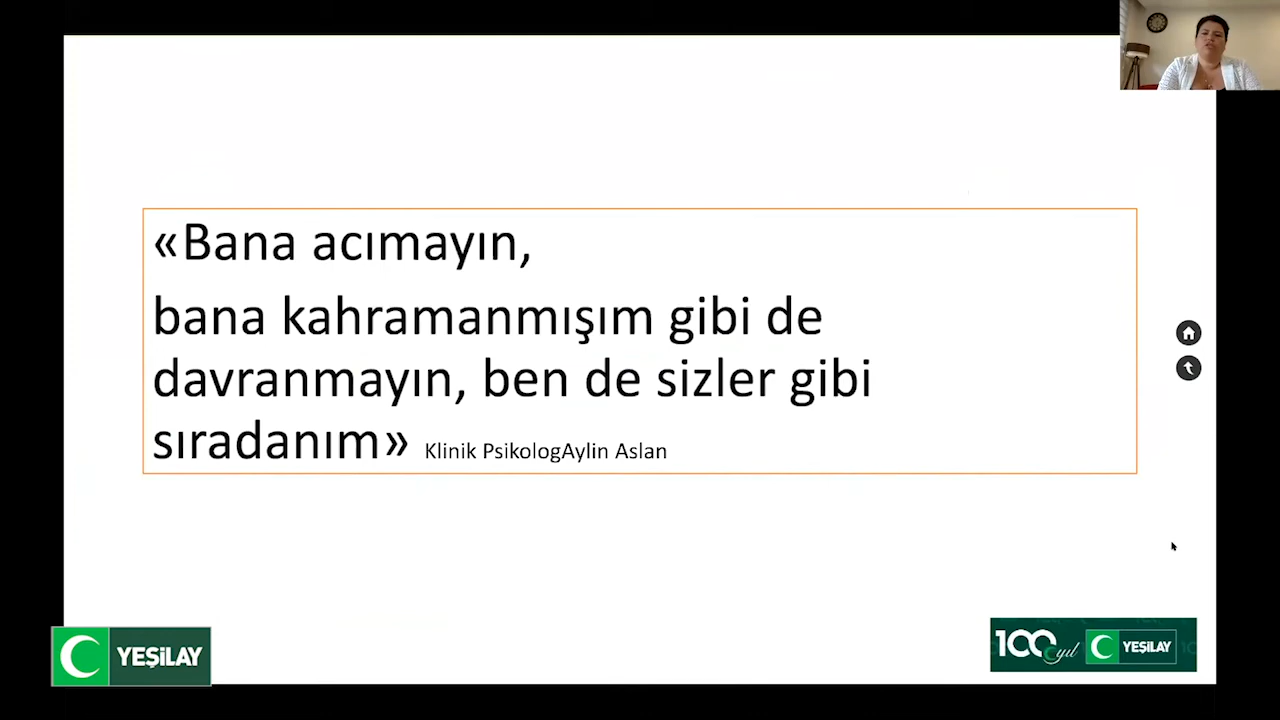 «Bana acımayın,
bana kahramanmışım gibi de
davranmayın, ben de sizler gibi
sıradanım» Klinik PsikologAylin Aslan
YEŞİLAY
100 yıl YEŞİLAY